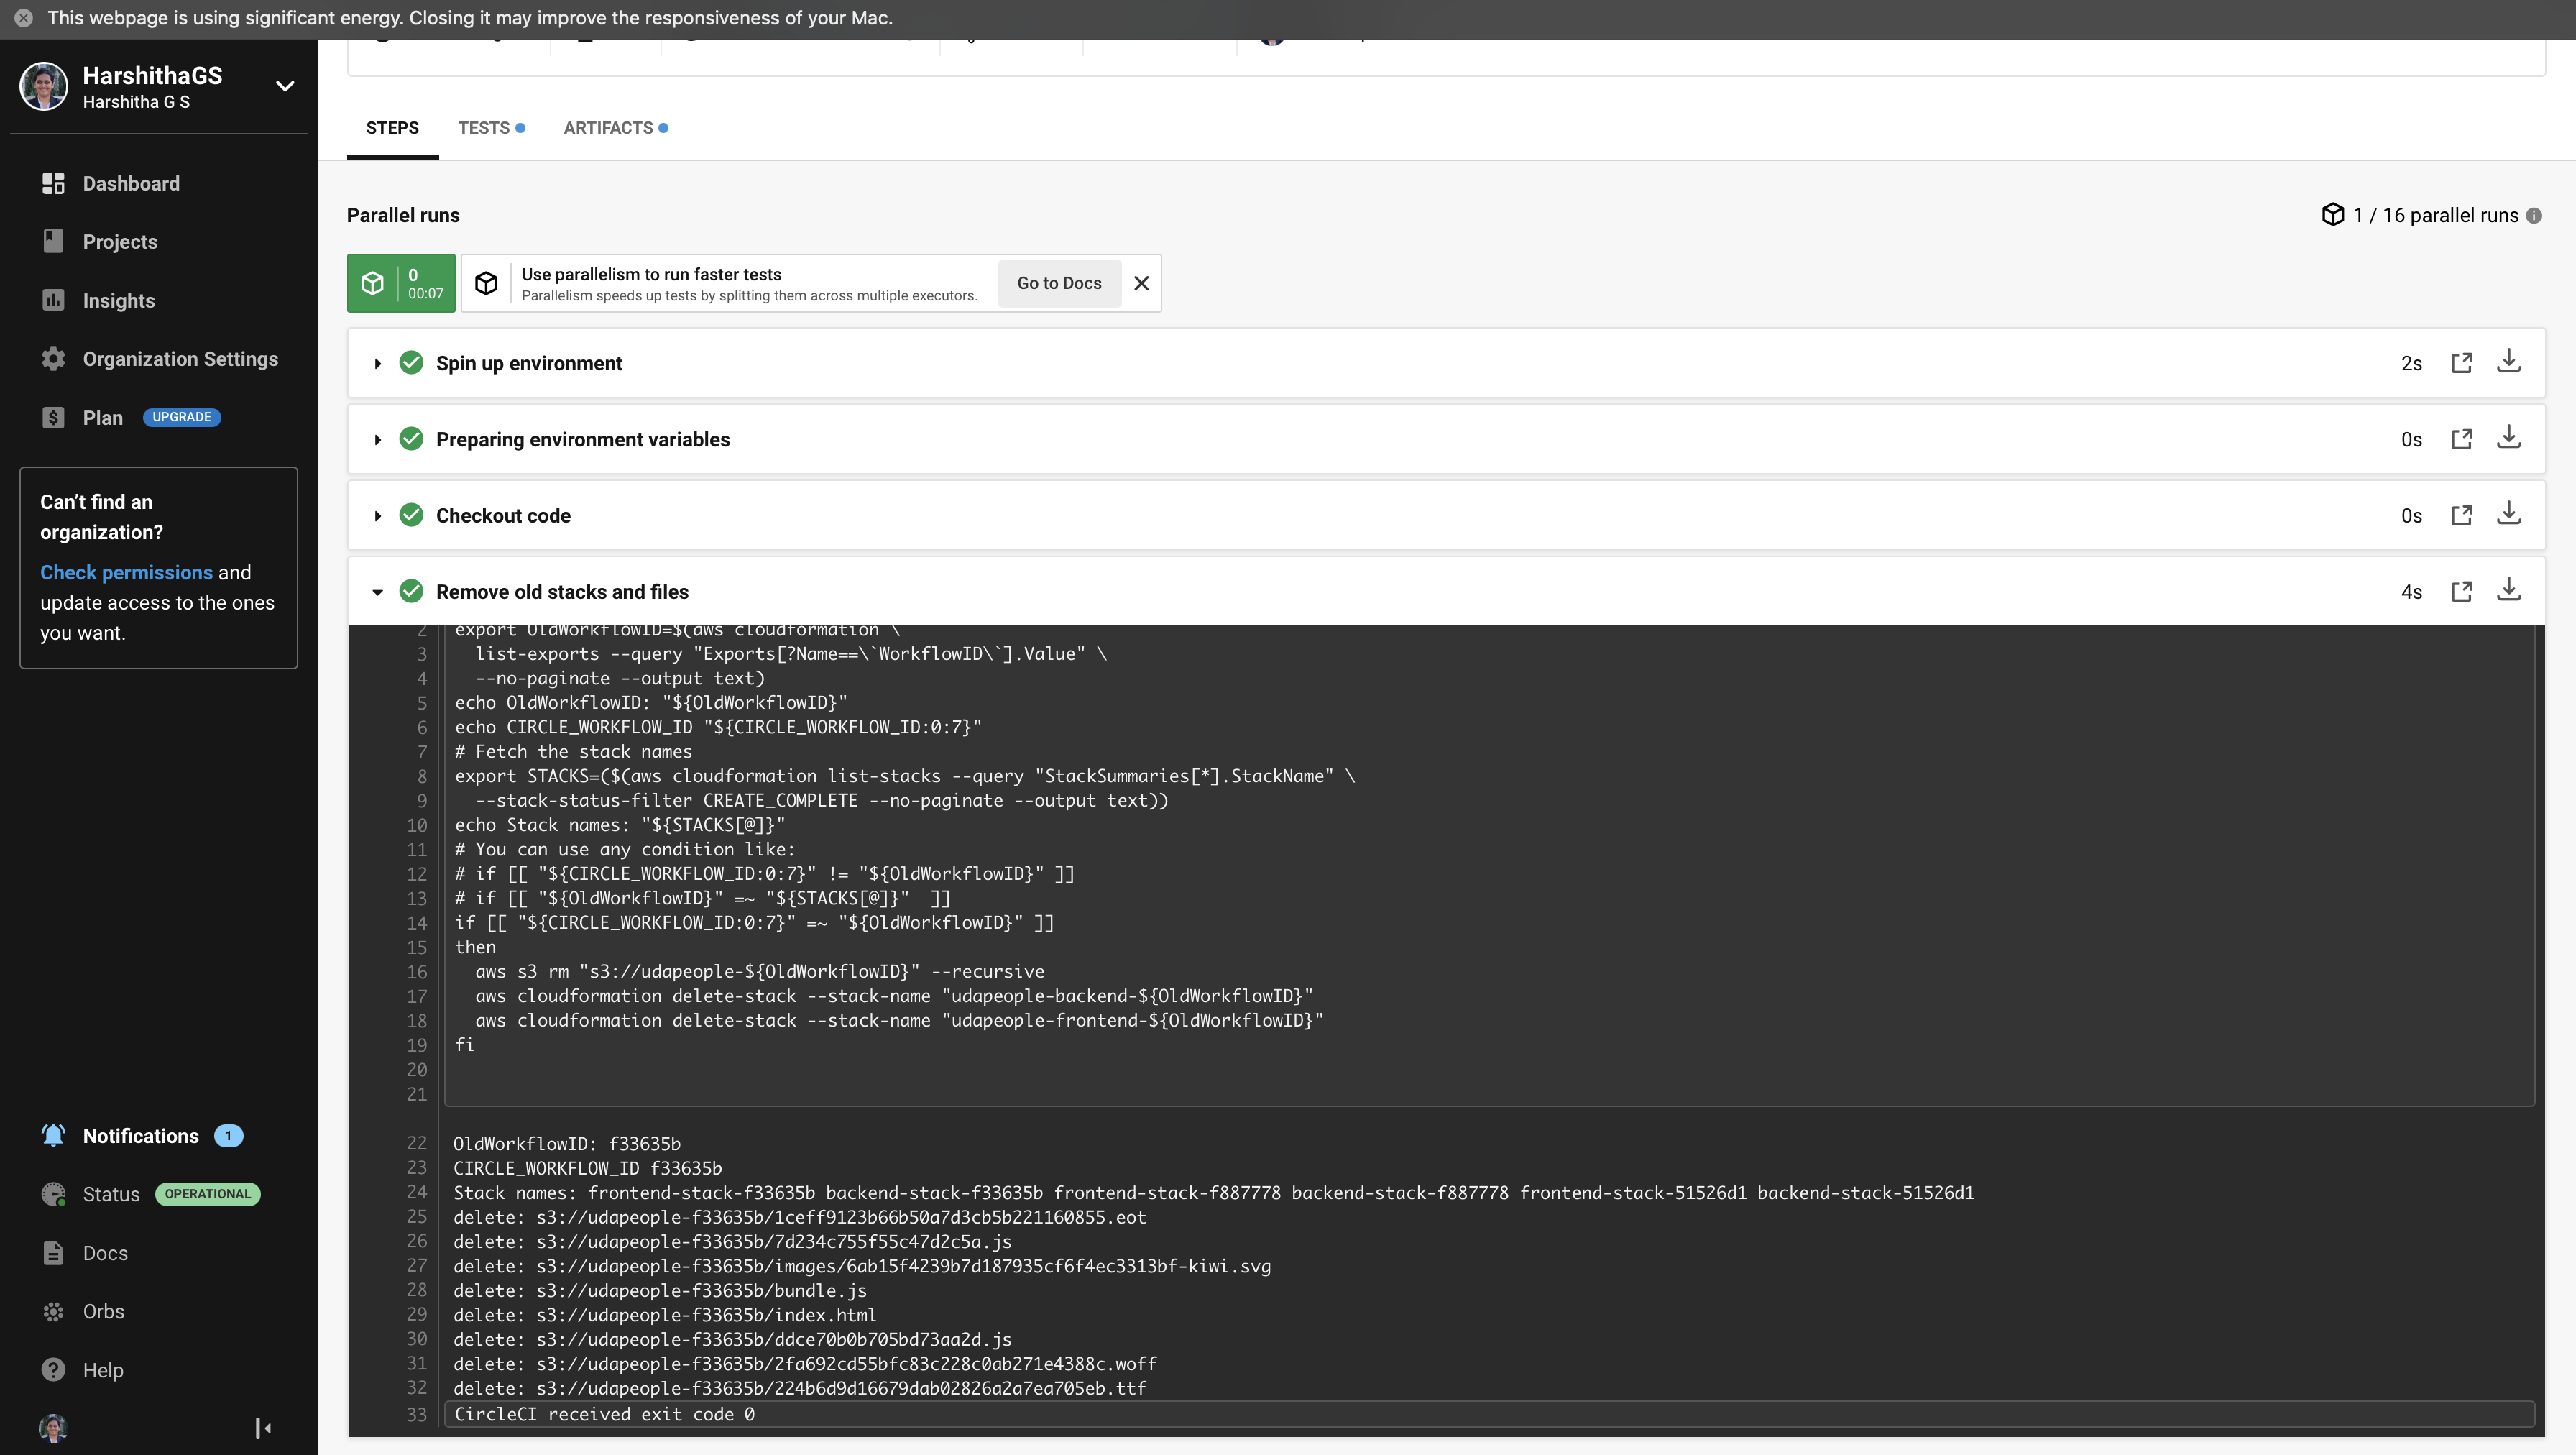 This webpage is using significant energy. Closing it may improve the responsiveness of your Mac.
HarshithaGS
Harshitha G S
Dashboard
Projects
Insights
Organization Settings
Plan UPGRADE
Can't find an
organization?
Check permissions and
update access to the ones
you want.
Notifications 1
Status OPERATIONAL
Docs
Orbs
Help
STEPS TESTS ARTIFACTS
Parallel runs
1 / 16 parallel runs
0
00:07
Use parallelism to run faster tests
Parallelism speeds up tests by splitting them across multiple executors.
Go to Docs
Spin up environment 2s
Preparing environment variables 0s
Checkout code 0s
Remove old stacks and files 4s
2 export OldWorkflowID=$(aws cloudformation \
3 list-exports --query "Exports[?Name==\`WorkflowID\`].Value" \
4 --no-paginate --output text)
5 echo OldWorkflowID: "${OldWorkflowID}"
6 echo CIRCLE_WORKFLOW_ID "${CIRCLE_WORKFLOW_ID:0:7}"
7 # Fetch the stack names
8 export STACKS=($(aws cloudformation list-stacks --query "StackSummaries[*].StackName" \
9 --stack-status-filter CREATE_COMPLETE --no-paginate --output text))
10 echo Stack names: "${STACKS[@]}"
11 # You can use any condition like:
12 # if [[ "${CIRCLE_WORKFLOW_ID:0:7}" != "${OldWorkflowID}" ]]
13 # if [[ "${OldWorkflowID}" =~ "${STACKS[@]}"  ]]
14 if [[ "${CIRCLE_WORKFLOW_ID:0:7}" =~ "${OldWorkflowID}" ]]
15 then
16 aws s3 rm "s3://udapeople-${OldWorkflowID}" --recursive
17 aws cloudformation delete-stack --stack-name "udapeople-backend-${OldWorkflowID}"
18 aws cloudformation delete-stack --stack-name "udapeople-frontend-${OldWorkflowID}"
19 fi
20
21
22 OldWorkflowID: f33635b
23 CIRCLE_WORKFLOW_ID f33635b
24 Stack names: frontend-stack-f33635b backend-stack-f33635b frontend-stack-f887778 backend-stack-f887778 frontend-stack-51526d1 backend-stack-51526d1
25 delete: s3://udapeople-f33635b/1ceff9123b66b50a7d3cb5b221160855.eot
26 delete: s3://udapeople-f33635b/7d234c755f55c47d2c5a.js
27 delete: s3://udapeople-f33635b/images/6ab15f4239b7d187935cf6f4ec3313bf-kiwi.svg
28 delete: s3://udapeople-f33635b/bundle.js
29 delete: s3://udapeople-f33635b/index.html
30 delete: s3://udapeople-f33635b/ddce70b0b705bd73aa2d.js
31 delete: s3://udapeople-f33635b/2fa692cd55bfc83c228c0ab271e4388c.woff
32 delete: s3://udapeople-f33635b/224b6d9d16679dab02826a2a7ea705eb.ttf
33 CircleCI received exit code 0